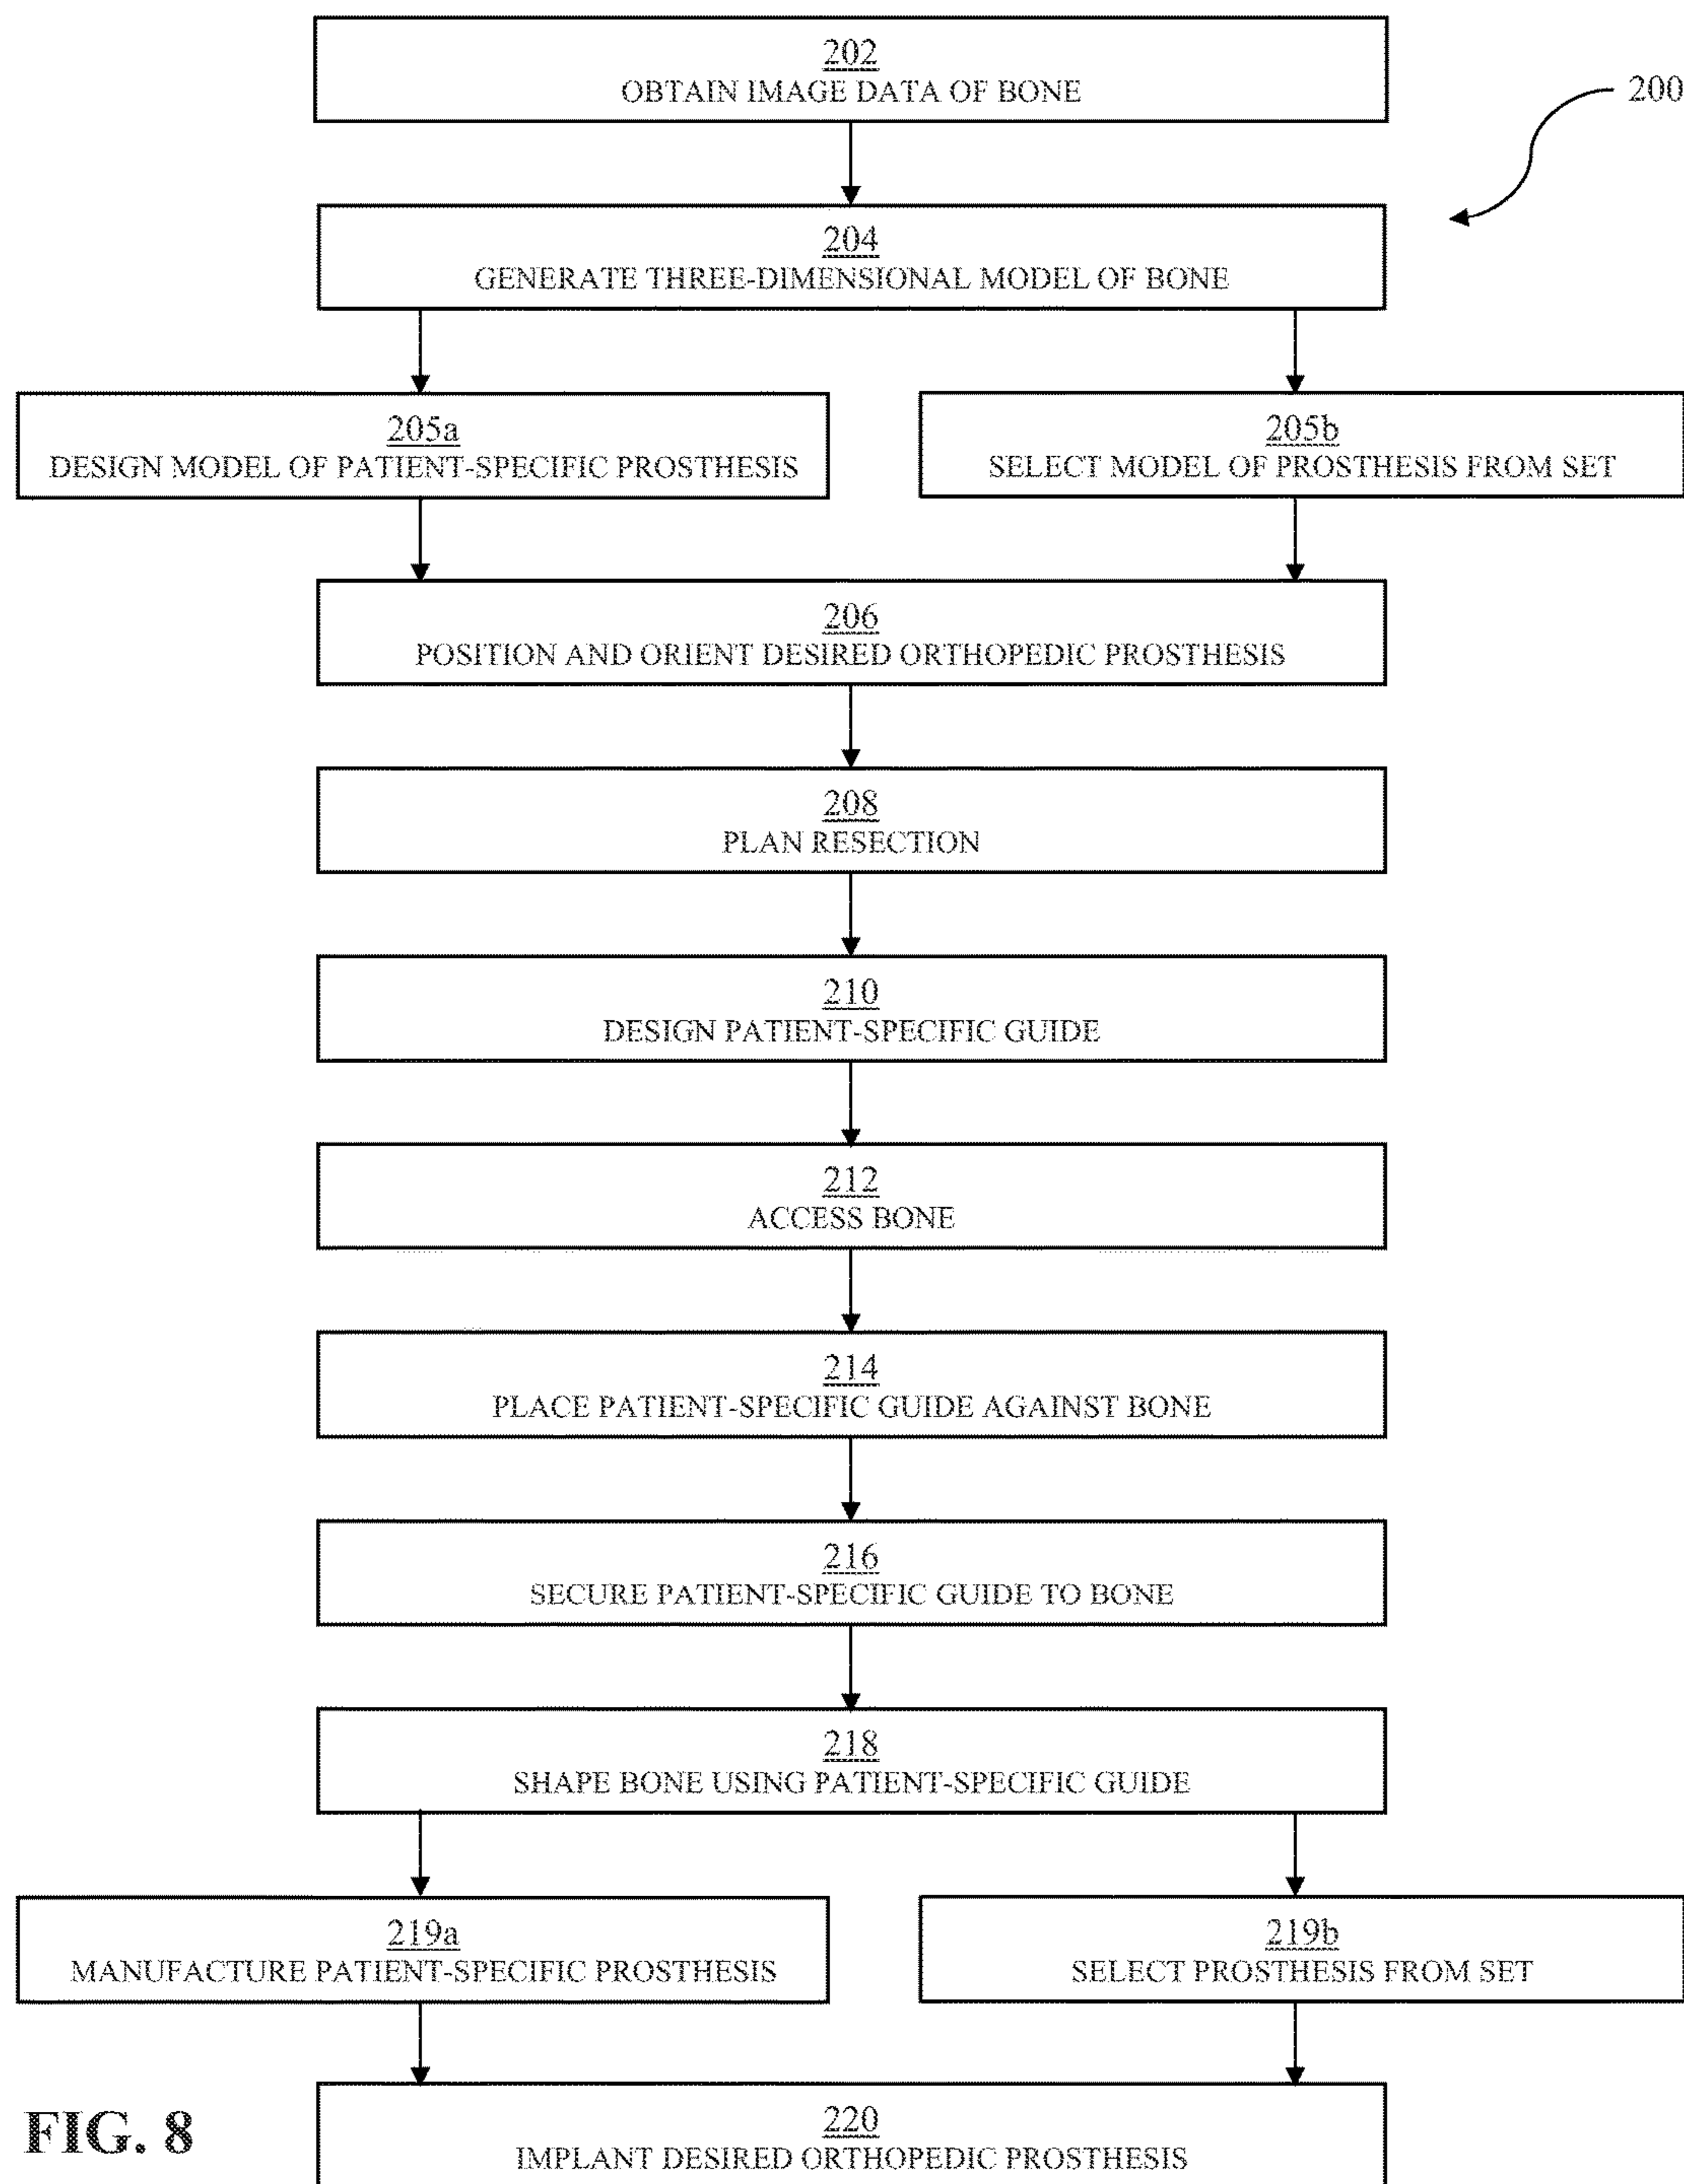 202
OBTAIN IMAGE DATA OF BONE
200
204
GENERATE THREE-DIMENSIONAL MODEL OF BONE
205a
DESIGN MODEL OF PATIENT-SPECIFIC PROSTHESIS
205b
SELECT MODEL OF PROSTHESIS FROM SET
206
POSITION AND ORIENT DESIRED ORTHOPEDIC PROSTHESIS
208
PLAN RESECTION
210
DESIGN PATIENT-SPECIFIC GUIDE
212
ACCESS BONE
214
PLACE PATIENT-SPECIFIC GUIDE AGAINST BONE
216
SECURE PATIENT-SPECIFIC GUIDE TO BONE
218
SHAPE BONE USING PATIENT-SPECIFIC GUIDE
219a
MANUFACTURE PATIENT-SPECIFIC PROSTHESIS
219b
SELECT PROSTHESIS FROM SET
220
IMPLANT DESIRED ORTHOPEDIC PROSTHESIS
FIG. 8